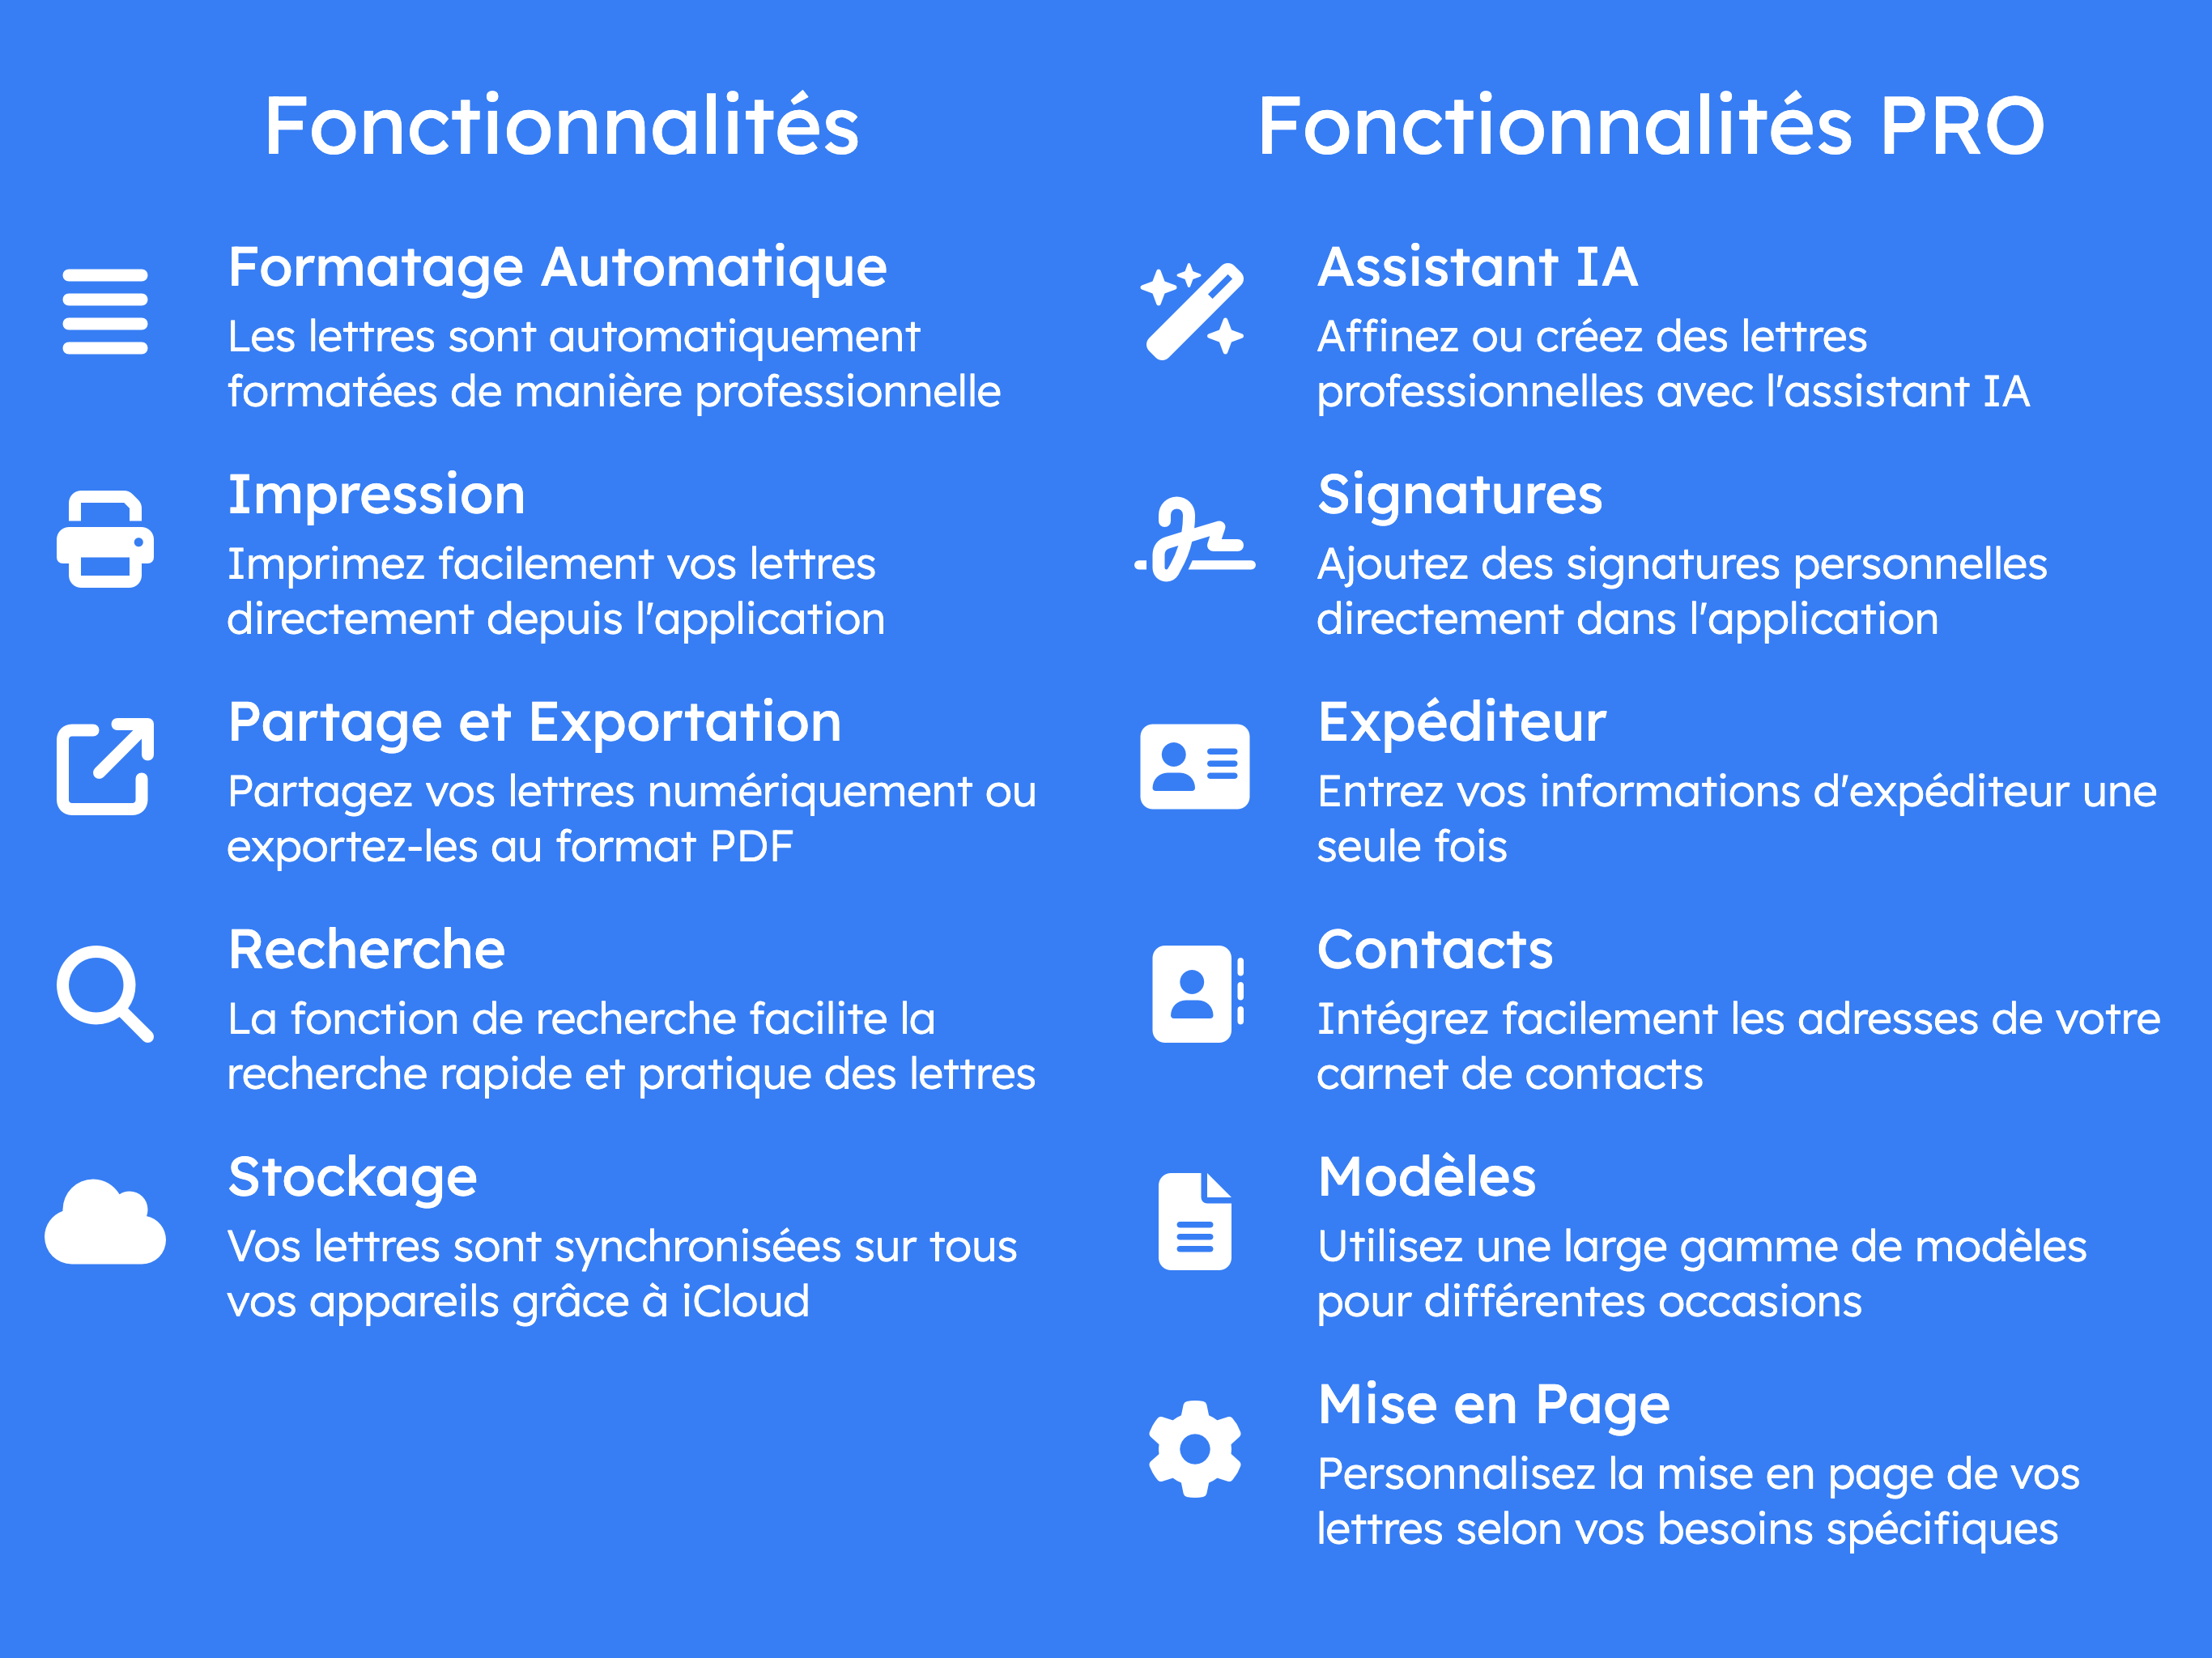 Fonctionnalités
Formatage Automatique
Les lettres sont automatiquement
formatées de manière professionnelle
Impression
Imprimez facilement vos lettres
directement depuis l'application
Partage et Exportation
Partagez vos lettres numériquement ou
exportez-les au format PDF
Recherche
La fonction de recherche facilite la
recherche rapide et pratique des lettres
Stockage
Vos lettres sont synchronisées sur tous
vos appareils grâce à iCloud
Fonctionnalités PRO
Assistant IA
Affinez ou créez des lettres
professionnelles avec l'assistant IA
Signatures
Ajoutez des signatures personnelles
directement dans l'application
Expéditeur
Entrez vos informations d'expéditeur une
seule fois
Contacts
Intégrez facilement les adresses de votre
carnet de contacts
Modèles
Utilisez une large gamme de modèles
pour différentes occasions
Mise en Page
Personnalisez la mise en page de vos
lettres selon vos besoins spécifiques